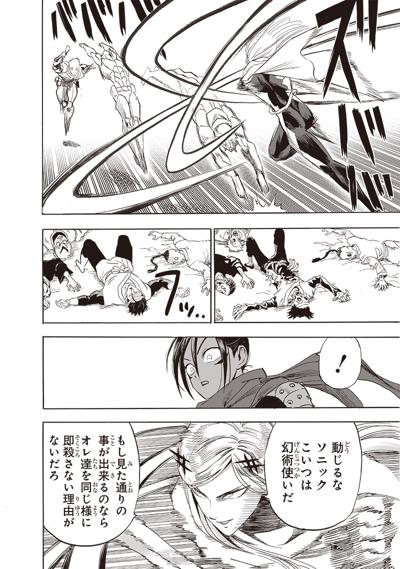 ババババ
ババッ
フッ・・
！
動じるな
ソニック
こいつは
幻術使いだ
もし見た通りの
事が出来るのなら
オレ達を同じ様に
即殺さない理由が
ないだろ